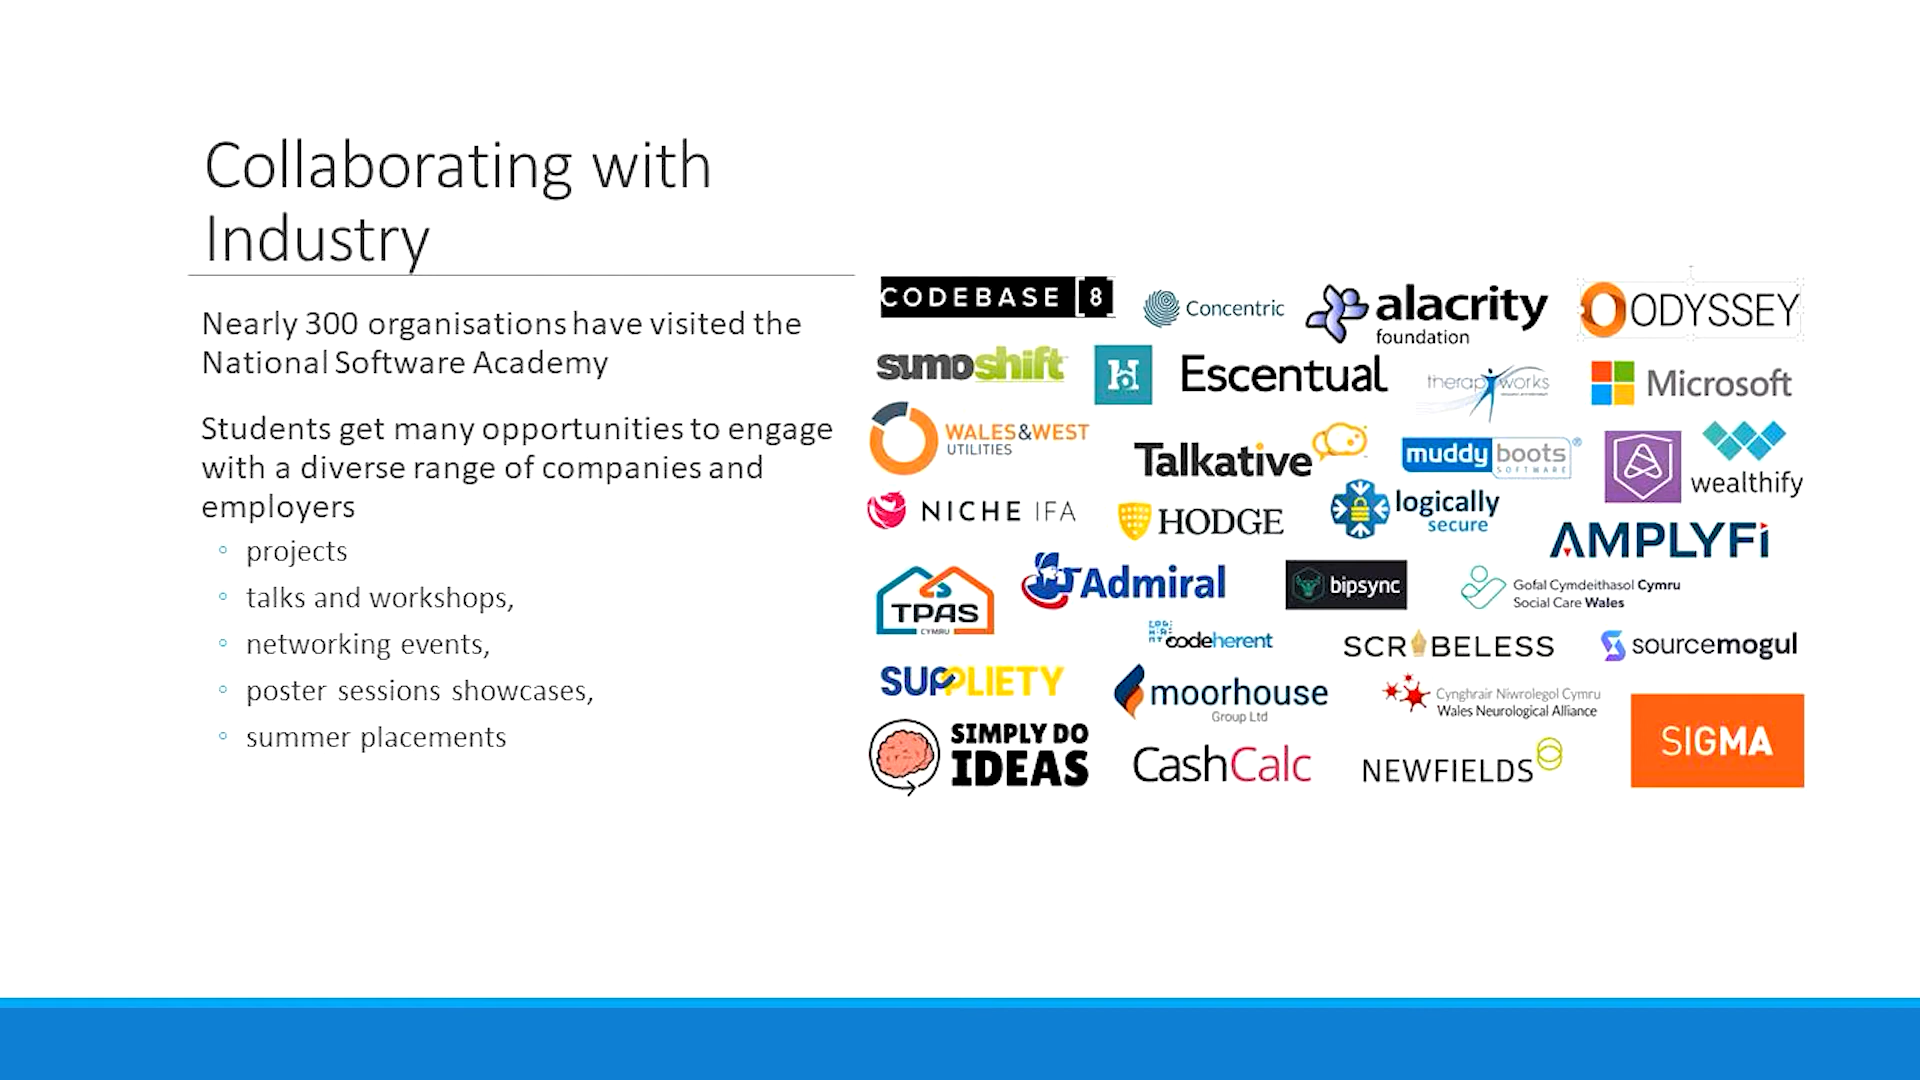 Collaborating with
Industry
Nearly 300 organisations have visited the
National Software Academy
Students get many opportunities to engage
with a diverse range of companies and
employers
projects
talks and workshops,
networking events,
poster sessions showcases,
summer placements
CODEBASE [8]
Concentric
alacrity
foundation
ODYSSEY
sumoshift
Escentual
therapyworks
Microsoft
WALES&WEST
UTILITIES
Talkative
muddy boots®
SOFTWARE
wealthify
NICHE IFA
HODGE
logically
secure
AMPLYFi
TPAS
CYMRU
Admiral
bipsync
Gofal Cymdeithasol Cymru
Social Care Wales
codeherent
SCRIBELESS
sourcemogul
SUPPLIETY
moorhouse
Group Ltd
Cynghrair Niwrolegol Cymru
Wales Neurological Alliance
SIMPLY DO
IDEAS
CashCalc
NEWFIELDS
SIGMA